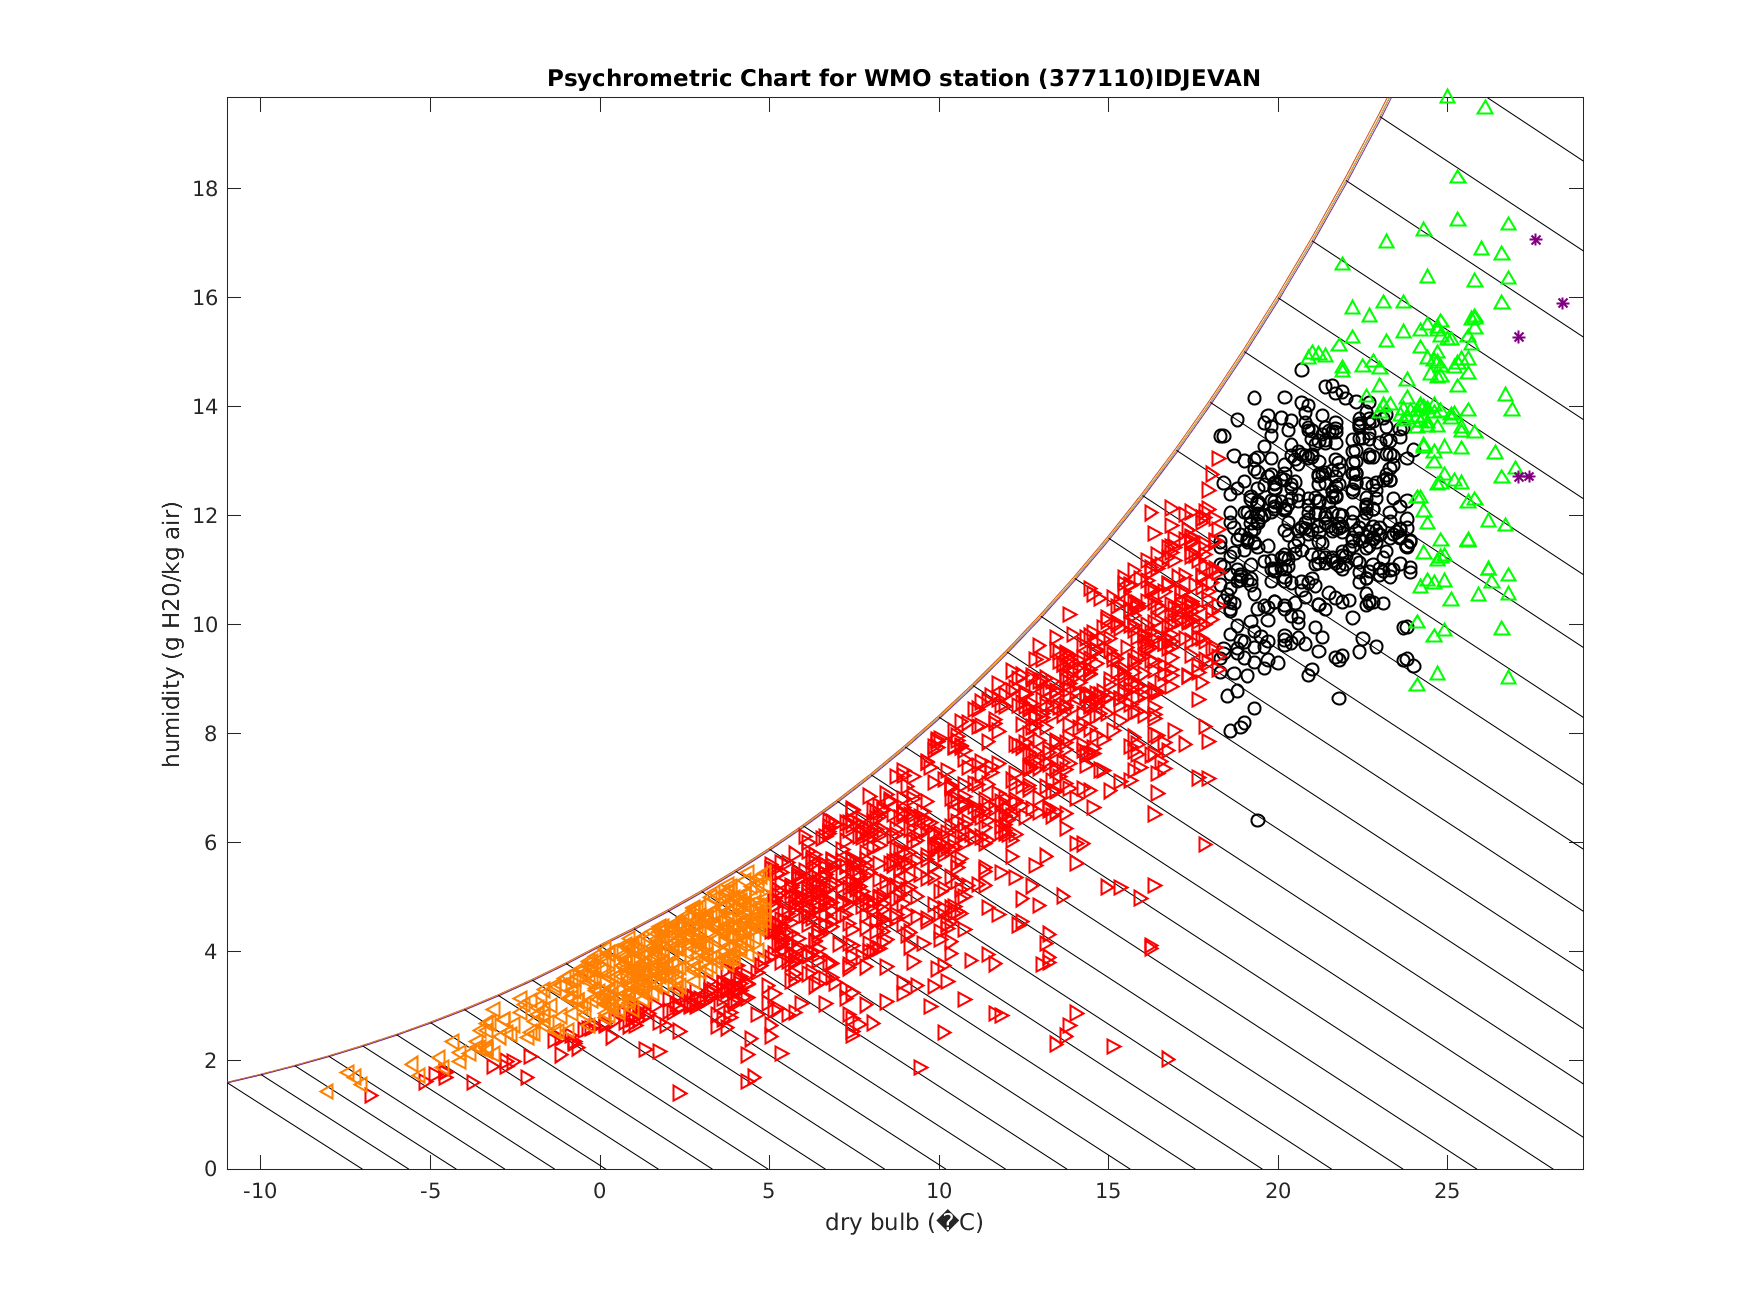 Psychrometric Chart for WMO station (377110)IDJEVAN
humidity (g H20/kg air)
18
16
14
12
10
8
6
4
2
0
-10 -5 0 5 10 15 20 25
dry bulb (�C)